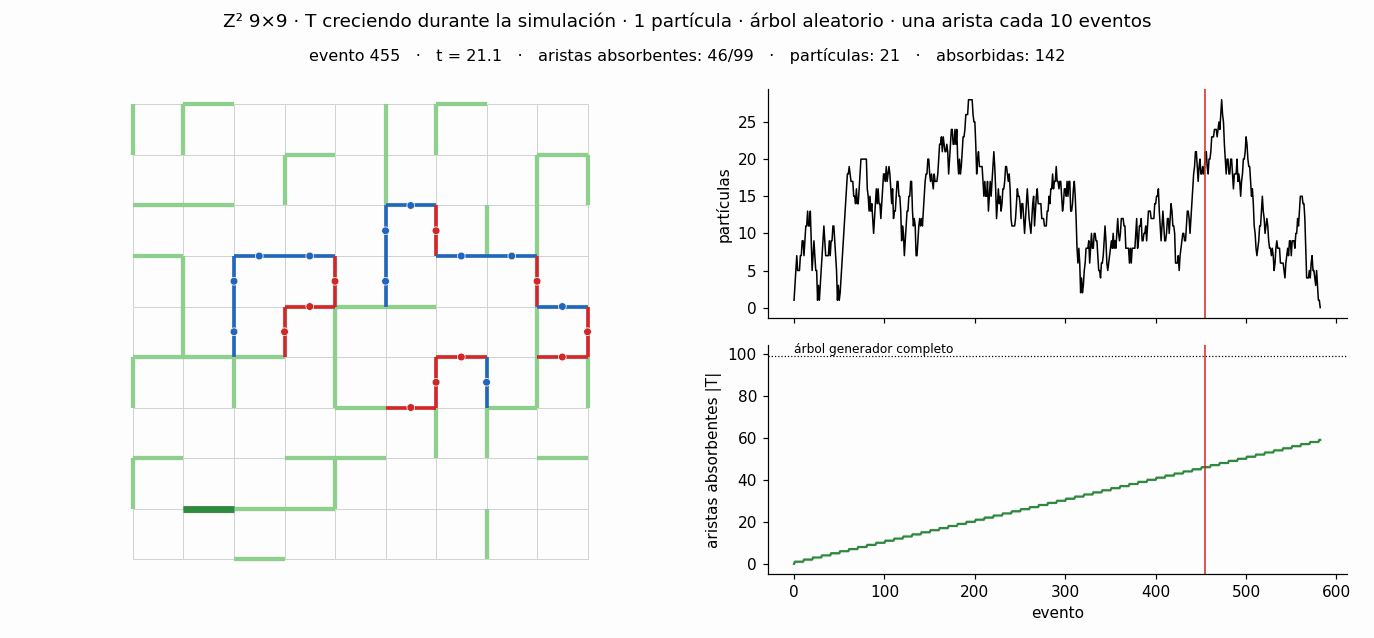 Z² 9×9 · T creciendo durante la simulación · 1 partícula · árbol aleatorio · una arista cada 10 eventos
evento 455 · t = 21.1 · aristas absorbentes: 46/99 · partículas: 21 · absorbidas: 142
partículas
25
20
15
10
5
0
aristas absorbentes |T|
árbol generador completo
100
80
60
40
20
0
0 100 200 300 400 500 600
evento